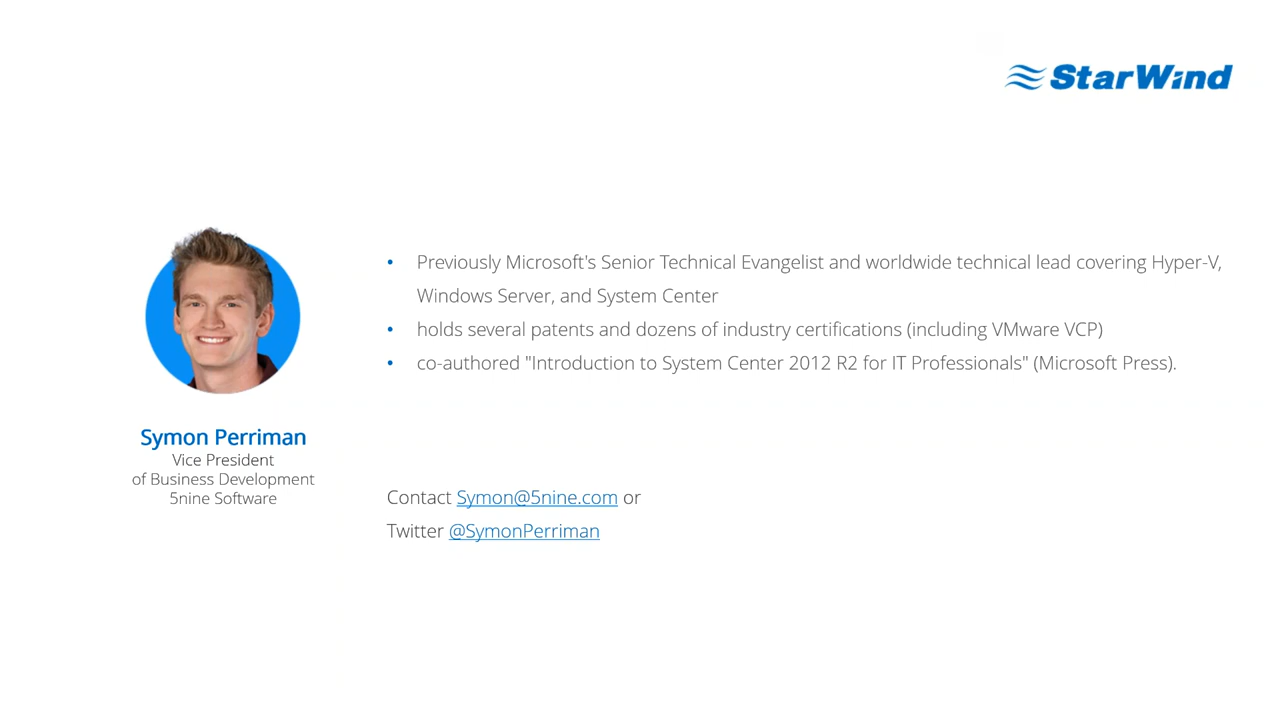 StarWind
• Previously Microsoft's Senior Technical Evangelist and worldwide technical lead covering Hyper-V,
Windows Server, and System Center
• holds several patents and dozens of industry certifications (including VMware VCP)
• co-authored "Introduction to System Center 2012 R2 for IT Professionals" (Microsoft Press).
Symon Perriman
Vice President
of Business Development
5nine Software
Contact Symon@5nine.com or
Twitter @SymonPerriman